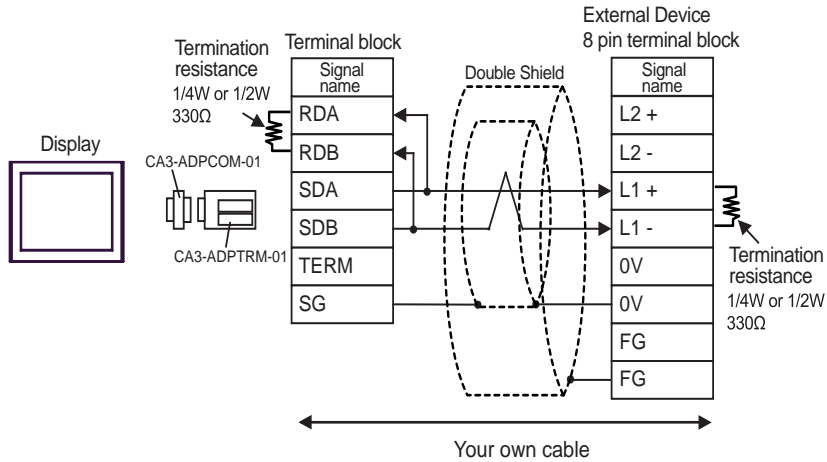 External Device
8 pin terminal block
Terminal block
Termination
resistance
1/4W or 1/2W
330Ω
Display
CA3-ADPCOM-01
CA3-ADPTRM-01
Signal
name
RDA
RDB
SDA
SDB
TERM
SG
Double Shield
Signal
name
L2 +
L2 -
L1 +
L1 -
0V
0V
FG
FG
Termination
resistance
1/4W or 1/2W
330Ω
Your own cable